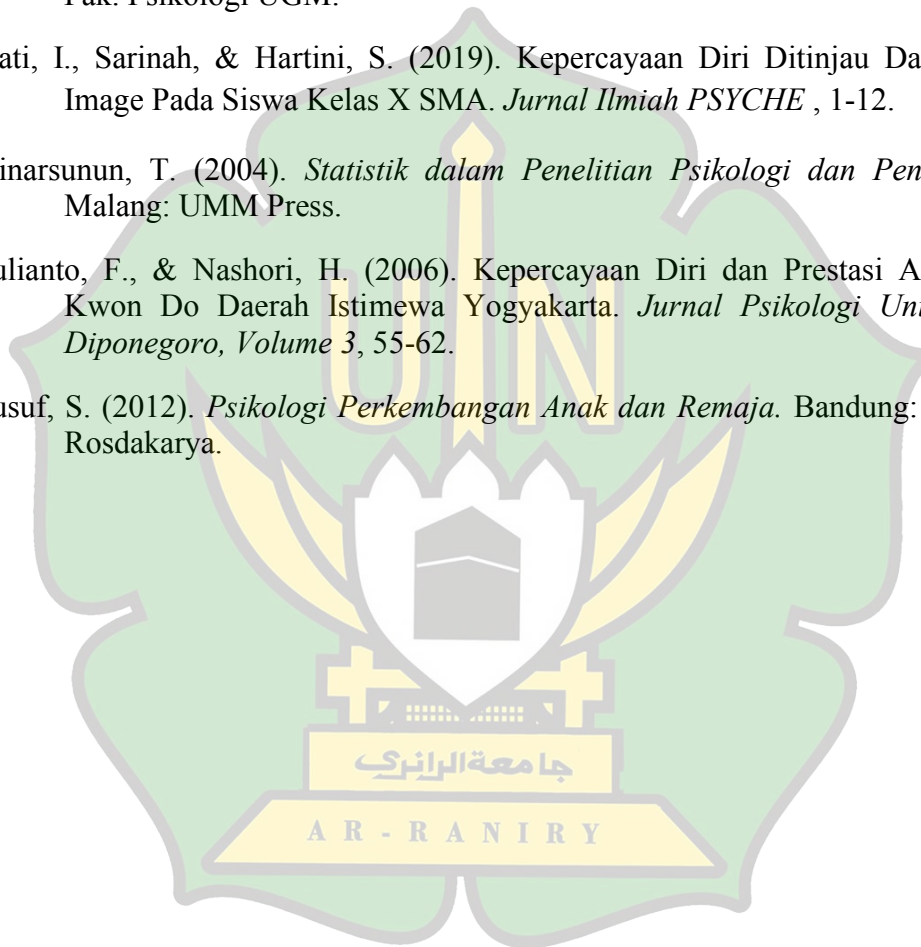 Fak. Psikologi UGM.
ati, I., Sarinah, & Hartini, S. (2019). Kepercayaan Diri Ditinjau Da
Image Pada Siswa Kelas X SMA. Jurnal Ilmiah PSYCHE , 1-12.
inarsunun, T. (2004). Statistik dalam Penelitian Psikologi dan Pen
Malang: UMM Press.
ulianto, F., & Nashori, H. (2006). Kepercayaan Diri dan Prestasi A
Kwon Do Daerah Istimewa Yogyakarta. Jurnal Psikologi Uni
Diponegoro, Volume 3, 55-62.
usuf, S. (2012). Psikologi Perkembangan Anak dan Remaja. Bandung:
Rosdakarya.
UIN
جامعةالرانري
AR-RANIRY